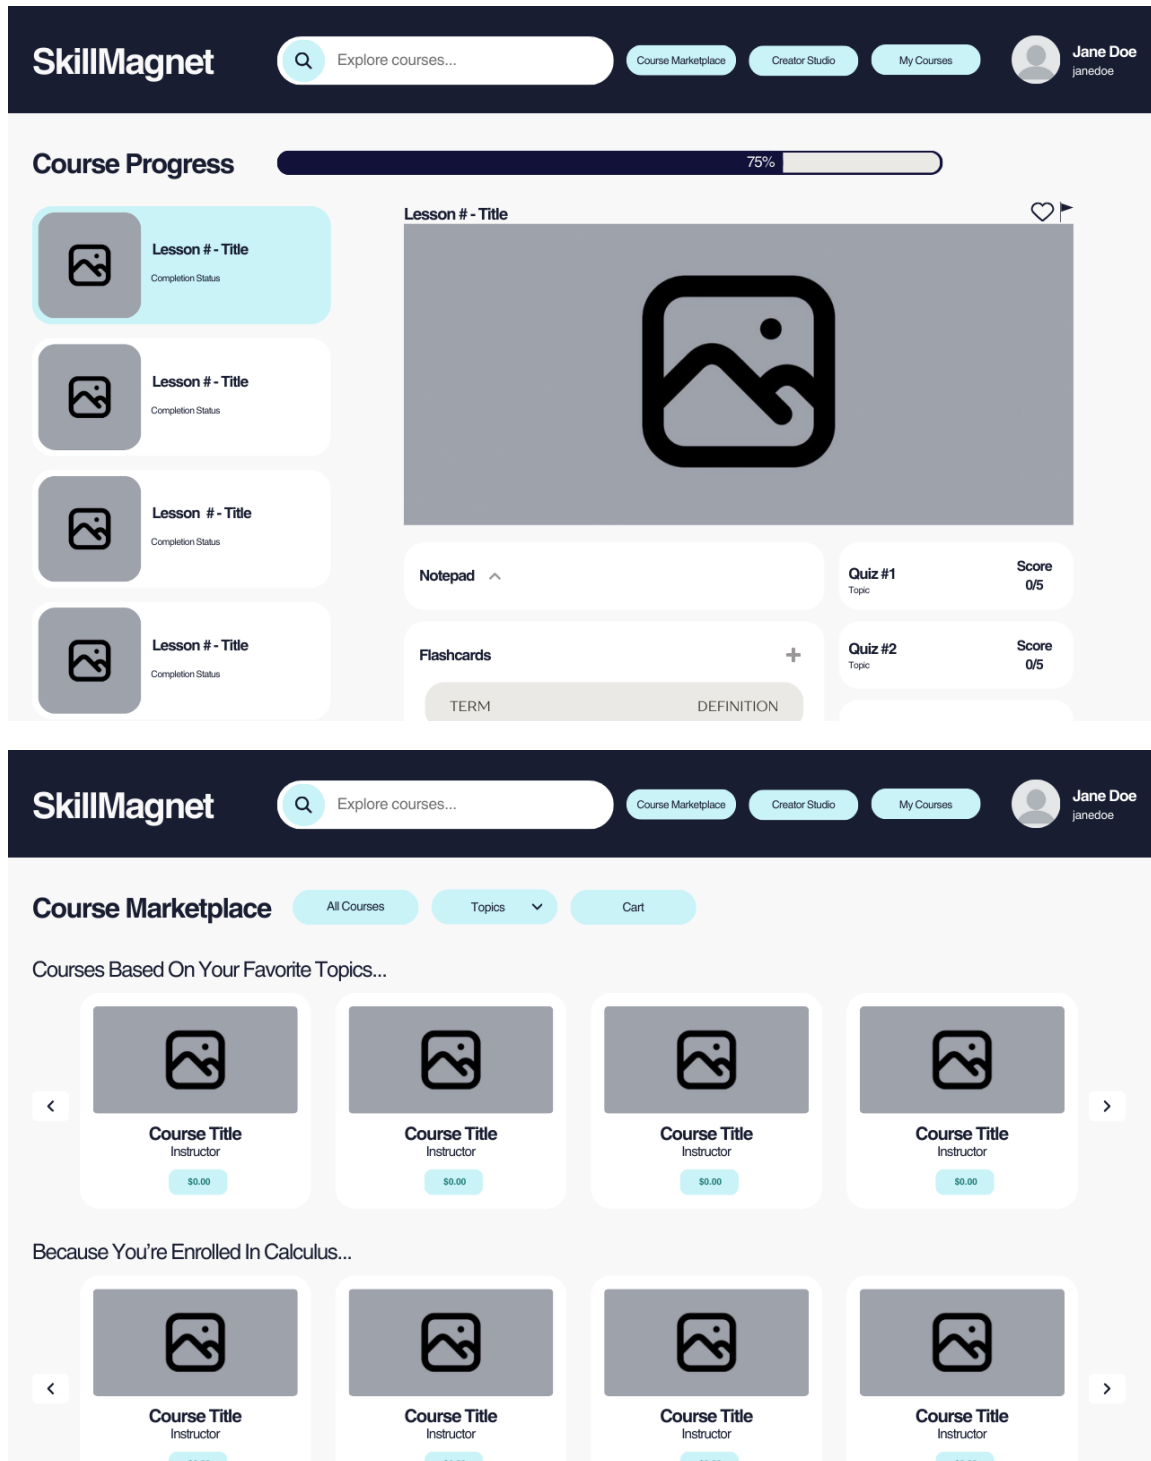 SkillMagnet
Explore courses...
Course Marketplace
Creator Studio
My Courses
Jane Doe
janedoe
Course Progress
75%
Lesson # - Title
Completion Status
Lesson # - Title
Completion Status
Lesson # - Title
Completion Status
Lesson # - Title
Completion Status
Lesson # - Title
Notepad
Quiz #1
Topic
Score
0/5
Flashcards
Quiz #2
Topic
Score
0/5
TERM
DEFINITION
SkillMagnet
Explore courses...
Course Marketplace
Creator Studio
My Courses
Jane Doe
janedoe
Course Marketplace
All Courses
Topics
Cart
Courses Based On Your Favorite Topics...
Course Title
Instructor
$0.00
Course Title
Instructor
$0.00
Course Title
Instructor
$0.00
Course Title
Instructor
$0.00
Because You're Enrolled In Calculus...
Course Title
Instructor
Course Title
Instructor
Course Title
Instructor
Course Title
Instructor